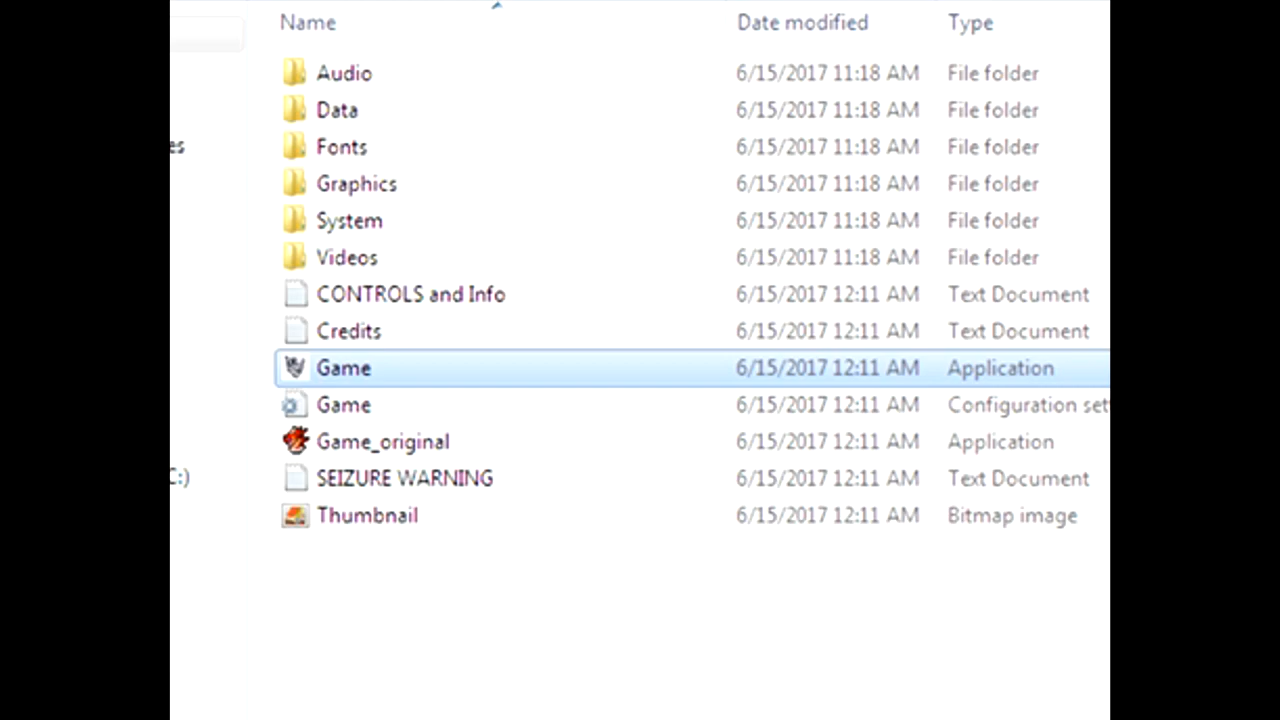 Name Date modified Type
Audio 6/15/2017 11:18 AM File folder
Data 6/15/2017 11:18 AM File folder
es Fonts 6/15/2017 11:18 AM File folder
Graphics 6/15/2017 11:18 AM File folder
System 6/15/2017 11:18 AM File folder
Videos 6/15/2017 11:18 AM File folder
CONTROLS and Info 6/15/2017 12:11 AM Text Document
Credits 6/15/2017 12:11 AM Text Document
Game 6/15/2017 12:11 AM Application
Game 6/15/2017 12:11 AM Configuration set
Game_original 6/15/2017 12:11 AM Application
C:) SEIZURE WARNING 6/15/2017 12:11 AM Text Document
Thumbnail 6/15/2017 12:11 AM Bitmap image